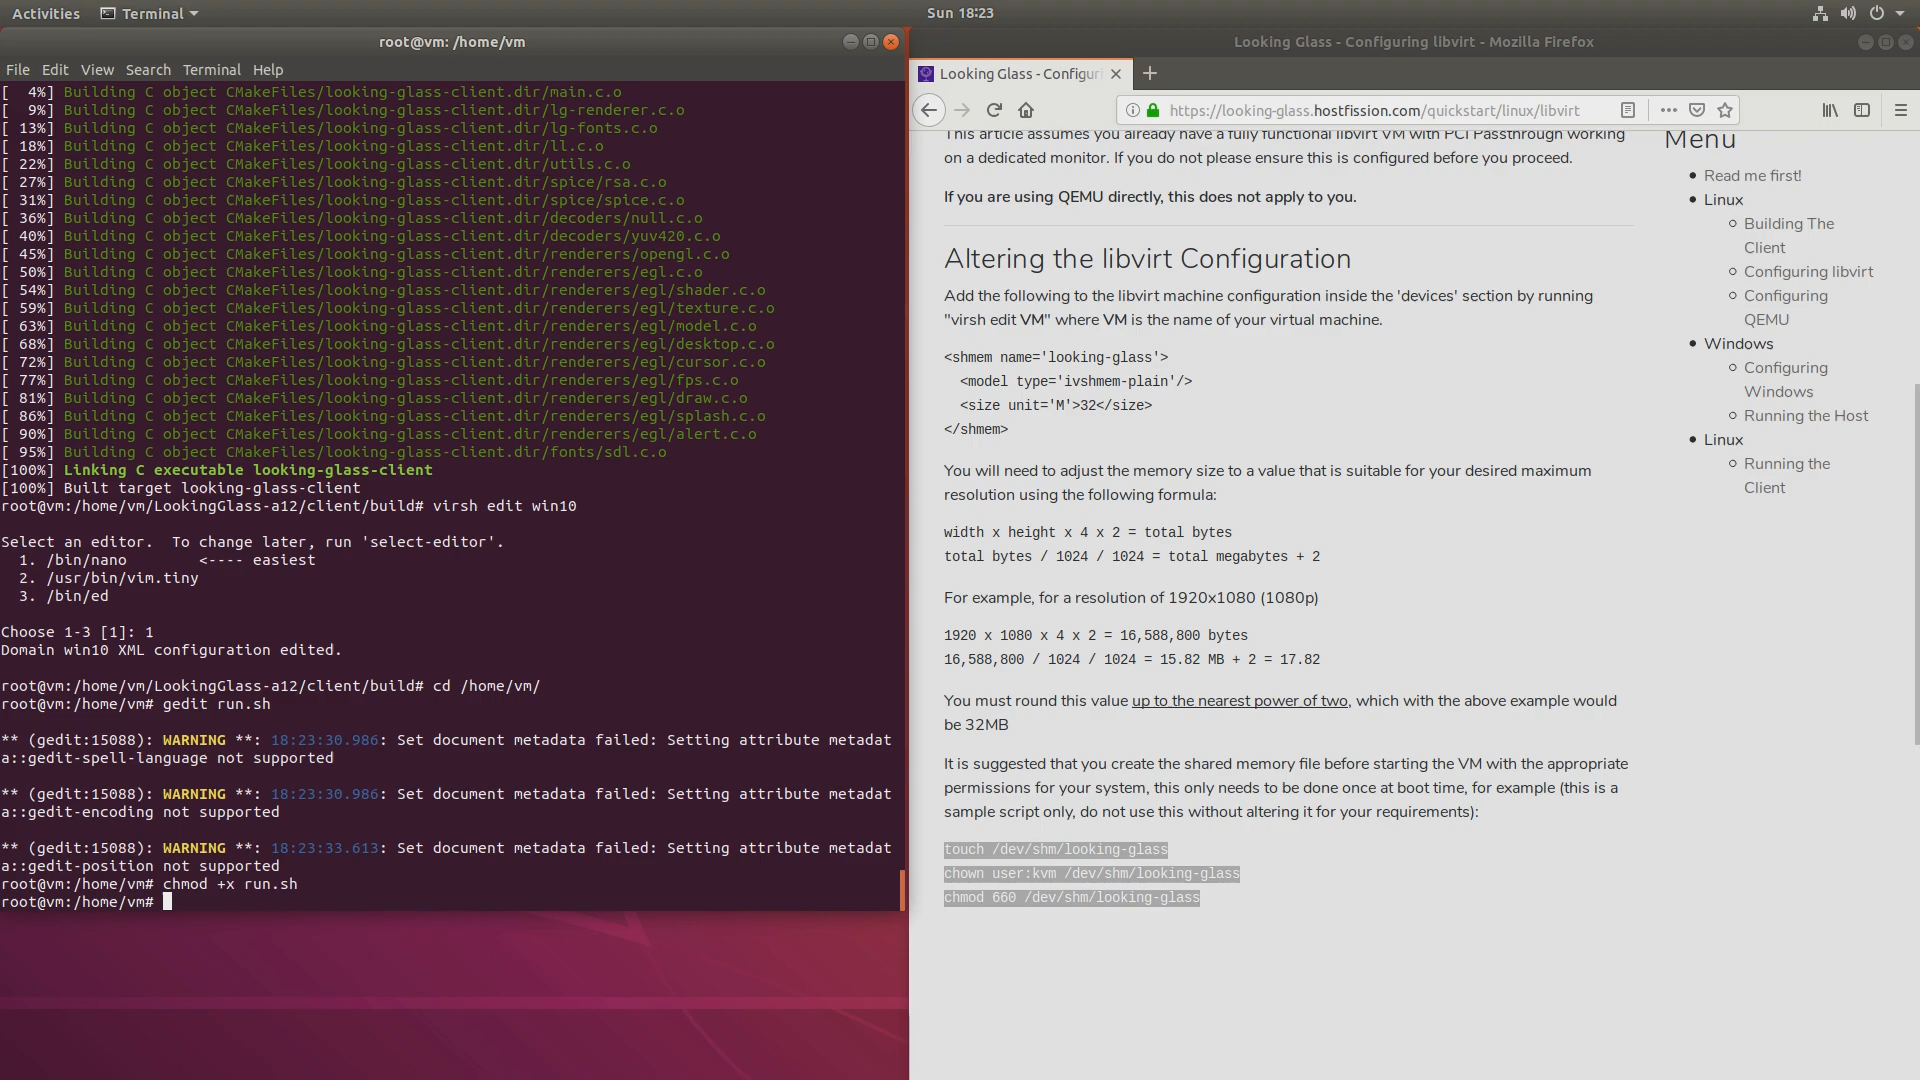 Activities Terminal Sun 18:23
root@vm: /home/vm
File Edit View Search Terminal Help
[  4%] Building C object CMakeFiles/looking-glass-client.dir/main.c.o
[  9%] Building C object CMakeFiles/looking-glass-client.dir/lg-renderer.c.o
[ 13%] Building C object CMakeFiles/looking-glass-client.dir/lg-fonts.c.o
[ 18%] Building C object CMakeFiles/looking-glass-client.dir/ll.c.o
[ 22%] Building C object CMakeFiles/looking-glass-client.dir/utils.c.o
[ 27%] Building C object CMakeFiles/looking-glass-client.dir/spice/rsa.c.o
[ 31%] Building C object CMakeFiles/looking-glass-client.dir/spice/spice.c.o
[ 36%] Building C object CMakeFiles/looking-glass-client.dir/decoders/null.c.o
[ 40%] Building C object CMakeFiles/looking-glass-client.dir/decoders/yuv420.c.o
[ 45%] Building C object CMakeFiles/looking-glass-client.dir/renderers/opengl.c.o
[ 50%] Building C object CMakeFiles/looking-glass-client.dir/renderers/egl.c.o
[ 54%] Building C object CMakeFiles/looking-glass-client.dir/renderers/egl/shader.c.o
[ 59%] Building C object CMakeFiles/looking-glass-client.dir/renderers/egl/texture.c.o
[ 63%] Building C object CMakeFiles/looking-glass-client.dir/renderers/egl/model.c.o
[ 68%] Building C object CMakeFiles/looking-glass-client.dir/renderers/egl/desktop.c.o
[ 72%] Building C object CMakeFiles/looking-glass-client.dir/renderers/egl/cursor.c.o
[ 77%] Building C object CMakeFiles/looking-glass-client.dir/renderers/egl/fps.c.o
[ 81%] Building C object CMakeFiles/looking-glass-client.dir/renderers/egl/draw.c.o
[ 86%] Building C object CMakeFiles/looking-glass-client.dir/renderers/egl/splash.c.o
[ 90%] Building C object CMakeFiles/looking-glass-client.dir/renderers/egl/alert.c.o
[ 95%] Building C object CMakeFiles/looking-glass-client.dir/fonts/sdl.c.o
[100%] Linking C executable looking-glass-client
[100%] Built target looking-glass-client
root@vm:/home/vm/LookingGlass-a12/client/build# virsh edit win10
Select an editor.  To change later, run 'select-editor'.
1. /bin/nano        <---- easiest
2. /usr/bin/vim.tiny
3. /bin/ed
Choose 1-3 [1]: 1
Domain win10 XML configuration edited.
root@vm:/home/vm/LookingGlass-a12/client/build# cd /home/vm/
root@vm:/home/vm# gedit run.sh
** (gedit:15088): WARNING **: 18:23:30.986: Set document metadata failed: Setting attribute metadat
a::gedit-spell-language not supported
** (gedit:15088): WARNING **: 18:23:30.986: Set document metadata failed: Setting attribute metadat
a::gedit-encoding not supported
** (gedit:15088): WARNING **: 18:23:33.613: Set document metadata failed: Setting attribute metadat
a::gedit-position not supported
root@vm:/home/vm# chmod +x run.sh
root@vm:/home/vm#
Looking Glass - Configuring libvirt - Mozilla Firefox
Looking Glass - Configuri
https://looking-glass.hostfission.com/quickstart/linux/libvirt
This article assumes you already have a fully functional libvirt VM with PCI Passthrough working
on a dedicated monitor. If you do not please ensure this is configured before you proceed.
If you are using QEMU directly, this does not apply to you.
Altering the libvirt Configuration
Add the following to the libvirt machine configuration inside the 'devices' section by running
"virsh edit VM" where VM is the name of your virtual machine.
<shmem name='looking-glass'>
<model type='ivshmem-plain'/>
<size unit='M'>32</size>
</shmem>
You will need to adjust the memory size to a value that is suitable for your desired maximum
resolution using the following formula:
width x height x 4 x 2 = total bytes
total bytes / 1024 / 1024 = total megabytes + 2
For example, for a resolution of 1920x1080 (1080p)
1920 x 1080 x 4 x 2 = 16,588,800 bytes
16,588,800 / 1024 / 1024 = 15.82 MB + 2 = 17.82
You must round this value up to the nearest power of two, which with the above example would
be 32MB
It is suggested that you create the shared memory file before starting the VM with the appropriate
permissions for your system, this only needs to be done once at boot time, for example (this is a
sample script only, do not use this without altering it for your requirements):
touch /dev/shm/looking-glass
chown user:kvm /dev/shm/looking-glass
chmod 660 /dev/shm/looking-glass
Menu
Read me first!
Linux
Building The
Client
Configuring libvirt
Configuring
QEMU
Windows
Configuring
Windows
Running the Host
Linux
Running the
Client